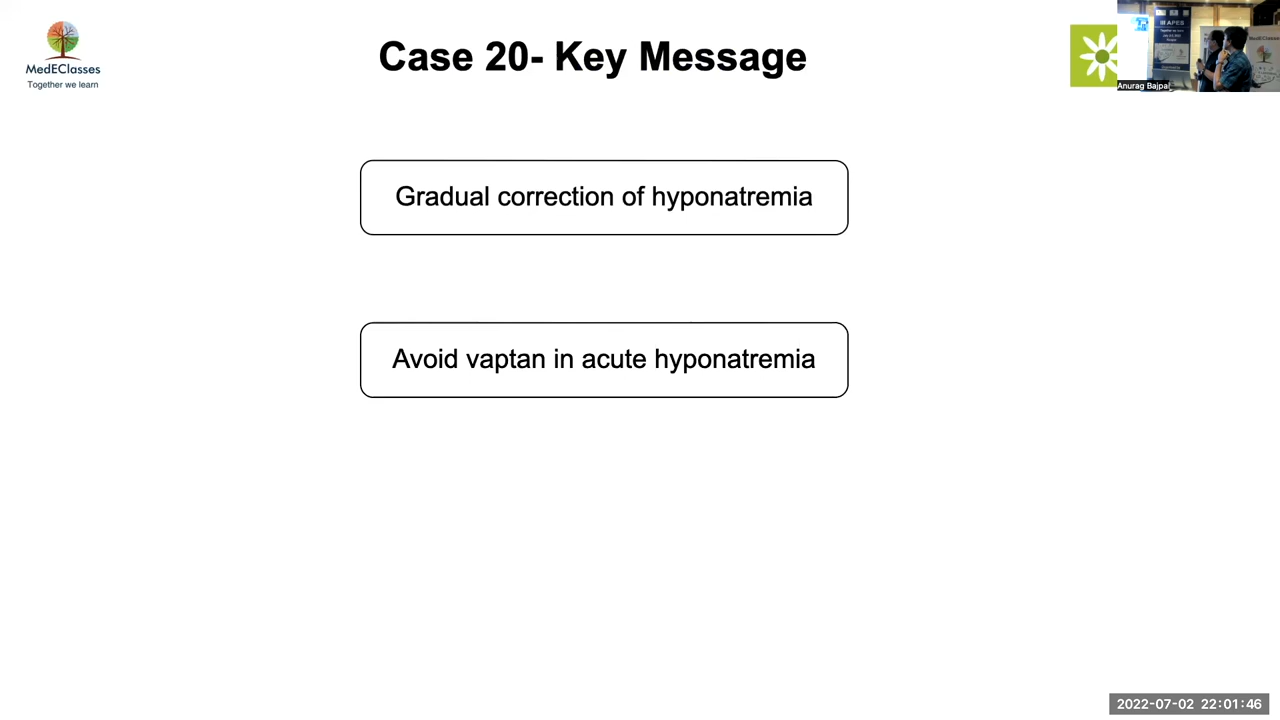 Case 20- Key Message
MedEClasses
Together we learn
APES
Anurag Bajpai
Gradual correction of hyponatremia
Avoid vaptan in acute hyponatremia
2022-07-02 22:01:46